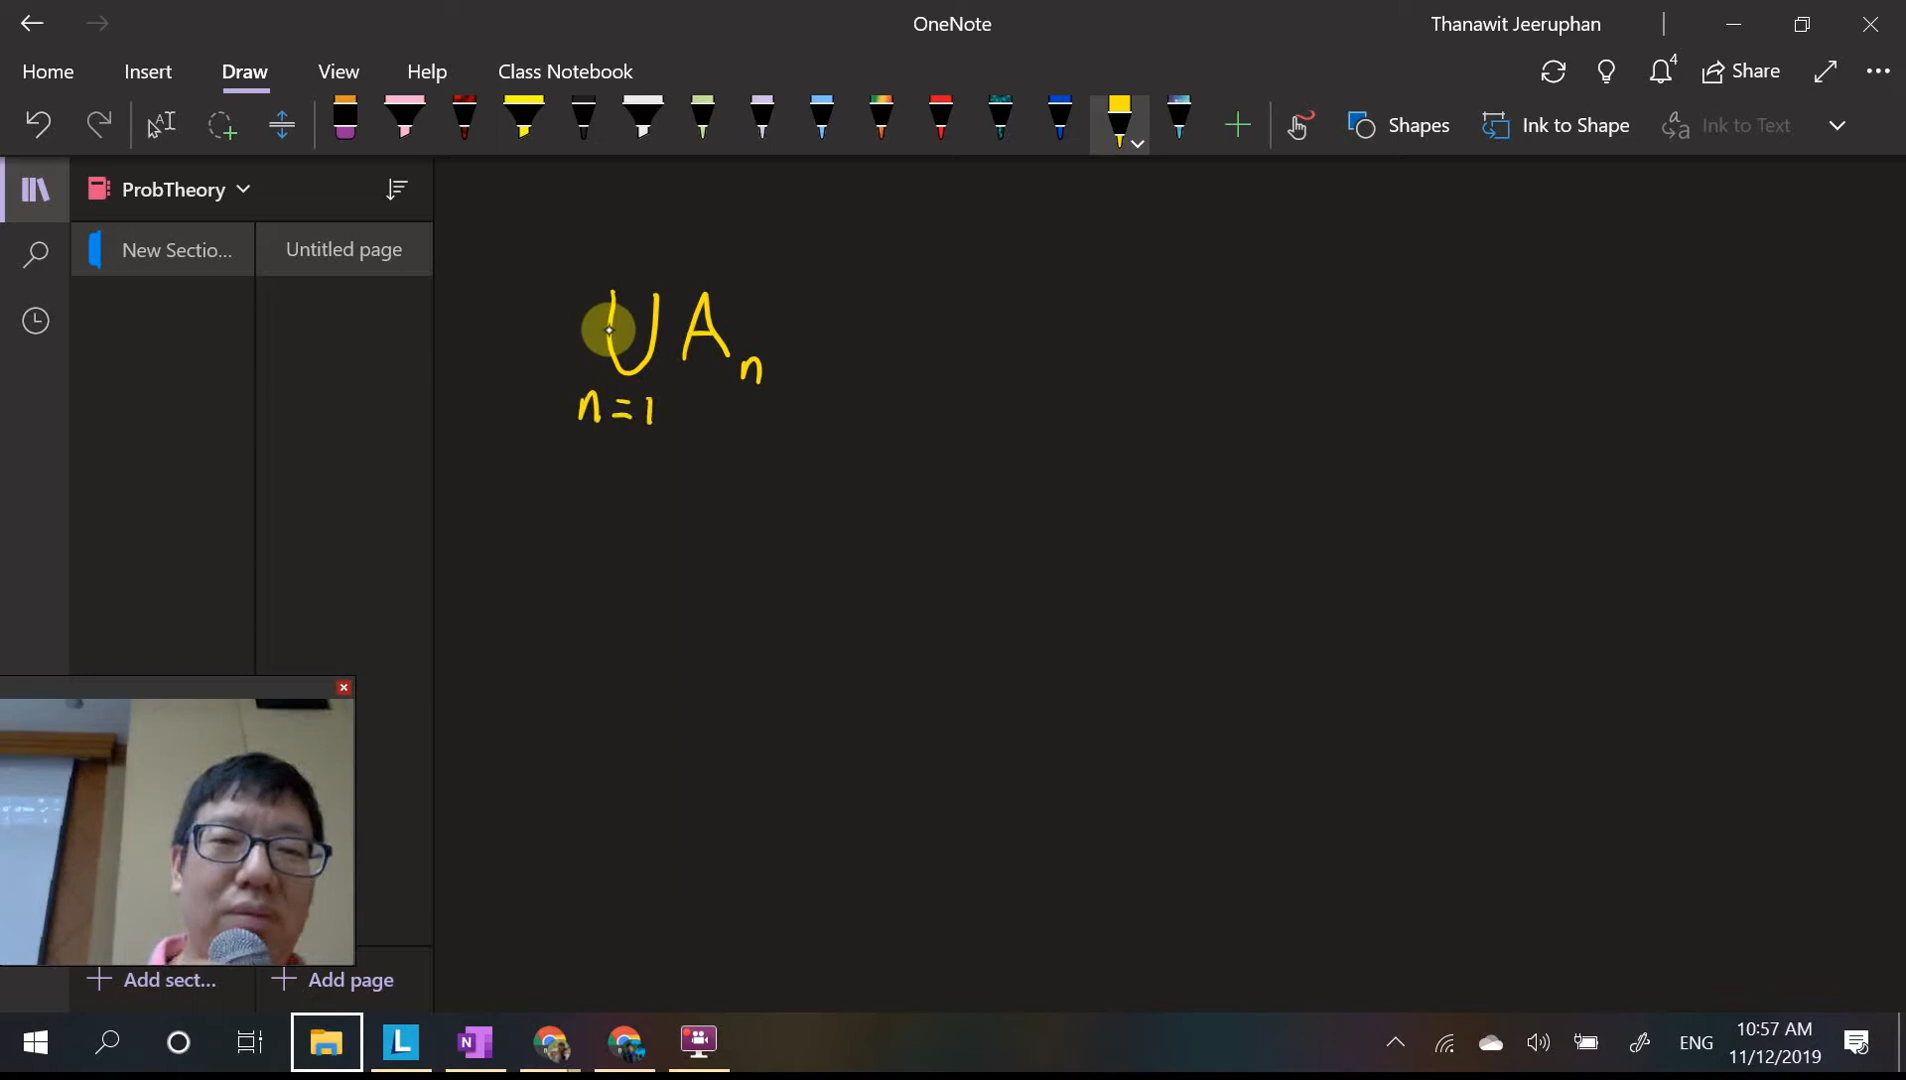 OneNote
Thanawit Jeeruphan
Home
Insert
Draw
View
Help
Class Notebook
4
Share
Shapes
Ink to Shape
Ink to Text
ProbTheory
New Sectio...
Untitled page
U A n
n = 1
Add sect...
Add page
ENG
10:57 AM
11/12/2019